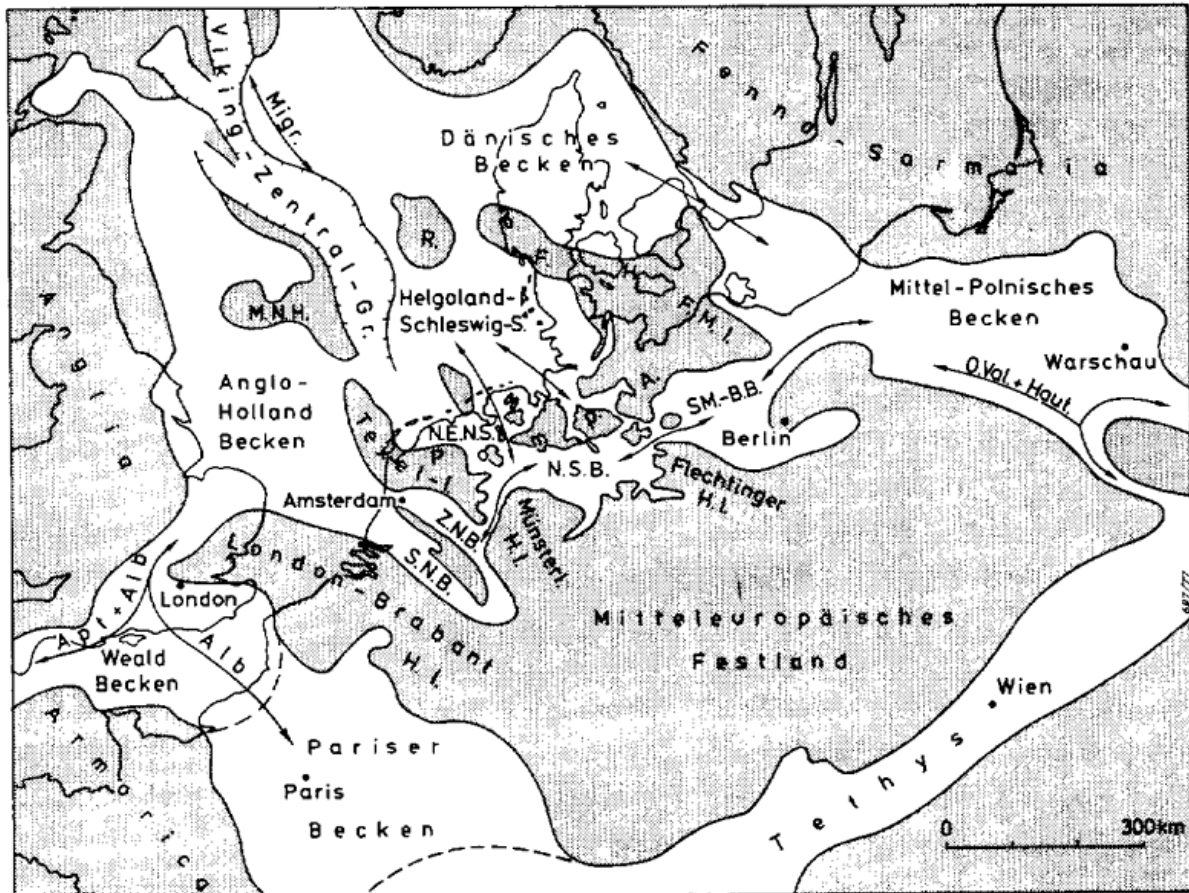 Viking-Zentral-Gr.
Migr.
Fenno-Sarmatia
Dänisches
Becken
R.
F.
H.
F.M.I.
Mittel-Polnisches
Becken
Warschau
Helgoland-
Schleswig-S.
M.N.H.
Anglia
Anglo-
Holland
Becken
A.
O.Val.+Haut.
SM.-B.B.
Berlin
Texel-I.
P.
N.S.B.
Flechtinger
H.I.
Amsterdam
Z.N.B.
S.N.B.
Münsterl.
H.I.
London-Brabant
H.I.
London
Apt+Alb
Alb
Weald
Becken
Mitteleuropäisches
Festland
687/77
Wien
Armorica
Pariser
Paris
Becken
Tethys
0 300km